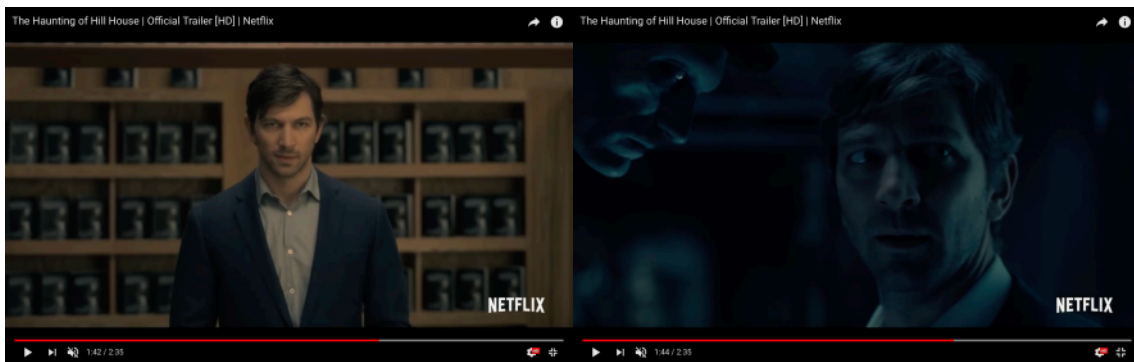 The Haunting of Hill House | Official Trailer [HD] | Netflix
NETFLIX
1:42 / 2:35
The Haunting of Hill House | Official Trailer [HD] | Netflix
NETFLIX
1:44 / 2:35